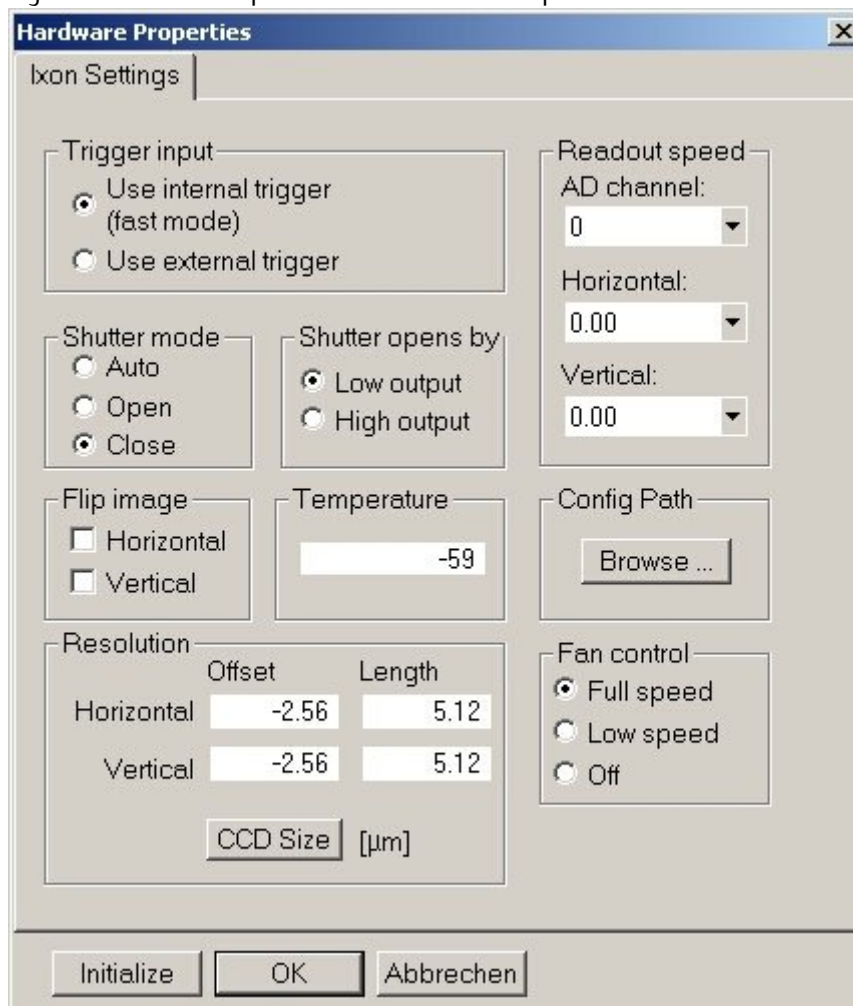 Hardware Properties
Ixon Settings
Trigger input
Use internal trigger
(fast mode)
Use external trigger
Readout speed
AD channel:
0
Horizontal:
0.00
Vertical:
0.00
Shutter mode
Auto
Open
Close
Shutter opens by
Low output
High output
Flip image
Horizontal
Vertical
Temperature
-59
Config Path
Browse ...
Resolution
Offset Length
Horizontal -2.56 5.12
Vertical -2.56 5.12
CCD Size [µm]
Fan control
Full speed
Low speed
Off
Initialize OK Abbrechen